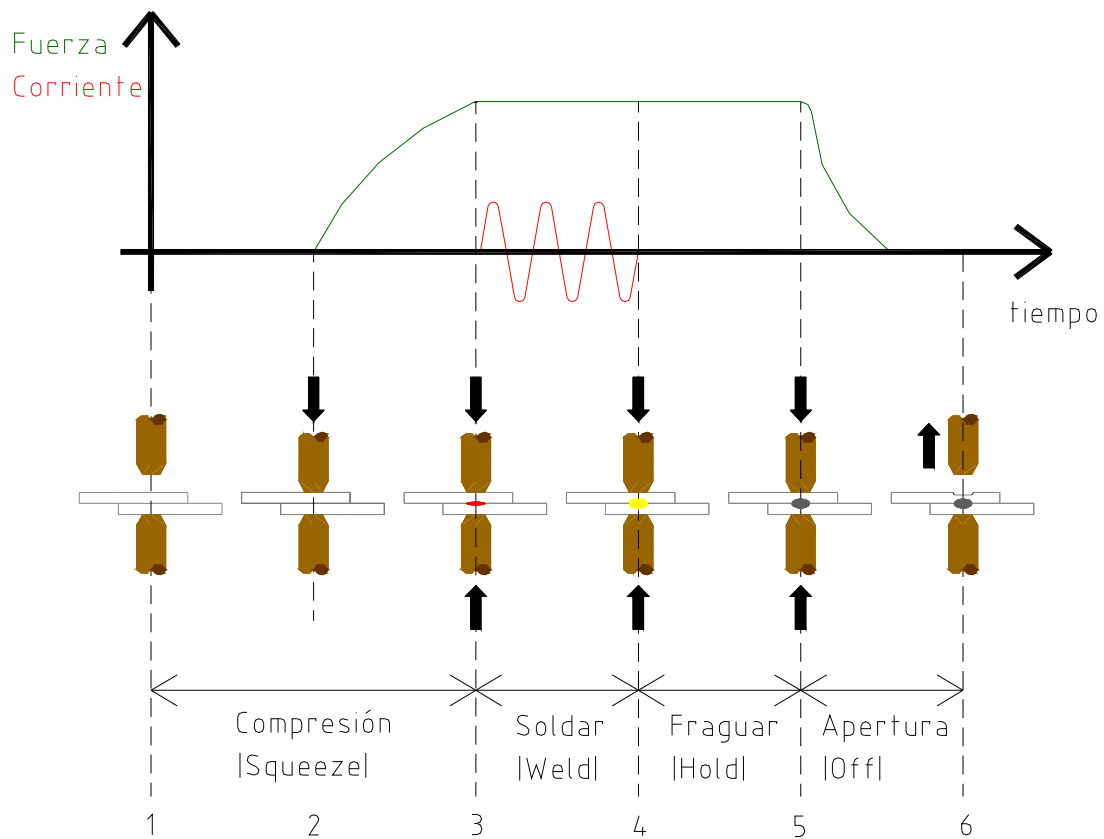 Fuerza
Corriente
tiempo
Compresión
|Squeeze|
Soldar
|Weld|
Fraguar
|Hold|
Apertura
|Off|
1 2 3 4 5 6